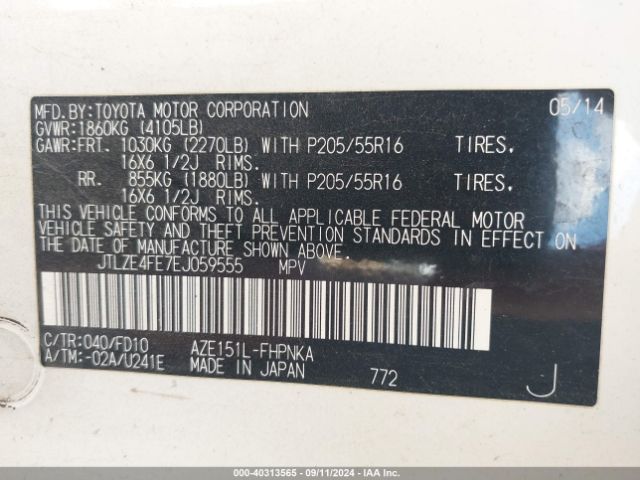 MFD.BY:TOYOTA MOTOR CORPORATION 05/14
GVWR:1860KG (4105LB)
GAWR:FRT. 1030KG (2270LB) WITH P205/55R16 TIRES,
16X6 1/2J RIMS.
RR. 855KG (1880LB) WITH P205/55R16 TIRES,
16X6 1/2J RIMS.
THIS VEHICLE CONFORMS TO ALL APPLICABLE FEDERAL MOTOR
VEHICLE SAFETY AND THEFT PREVENTION STANDARDS IN EFFECT ON
THE DATE OF MANUFACTURE SHOWN ABOVE.
JTLZE4FE7EJ059555 MPV
C/TR:040/FD10 AZE151L-FHPNKA
A/TM:-02A/U241E MADE IN JAPAN 772 J
000-40313565 - 09/11/2024 - IAA Inc.